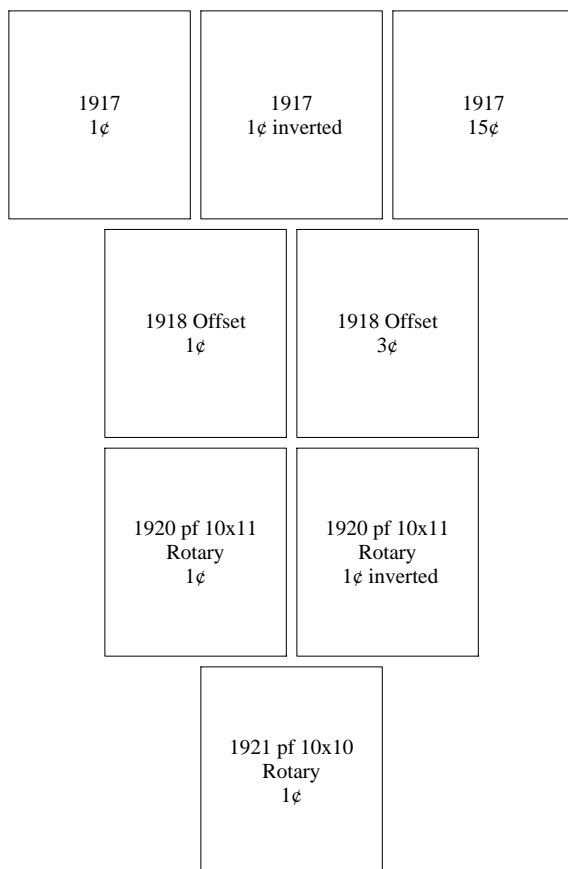 1917
1¢
1917
1¢ inverted
1917
15¢
1918 Offset
1¢
1918 Offset
3¢
1920 pf 10x11
Rotary
1¢
1920 pf 10x11
Rotary
1¢ inverted
1921 pf 10x10
Rotary
1¢